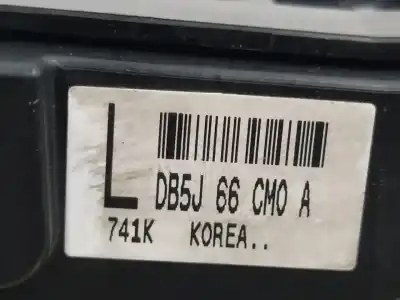 L
DB5J 66 CM0 A
741K KOREA..